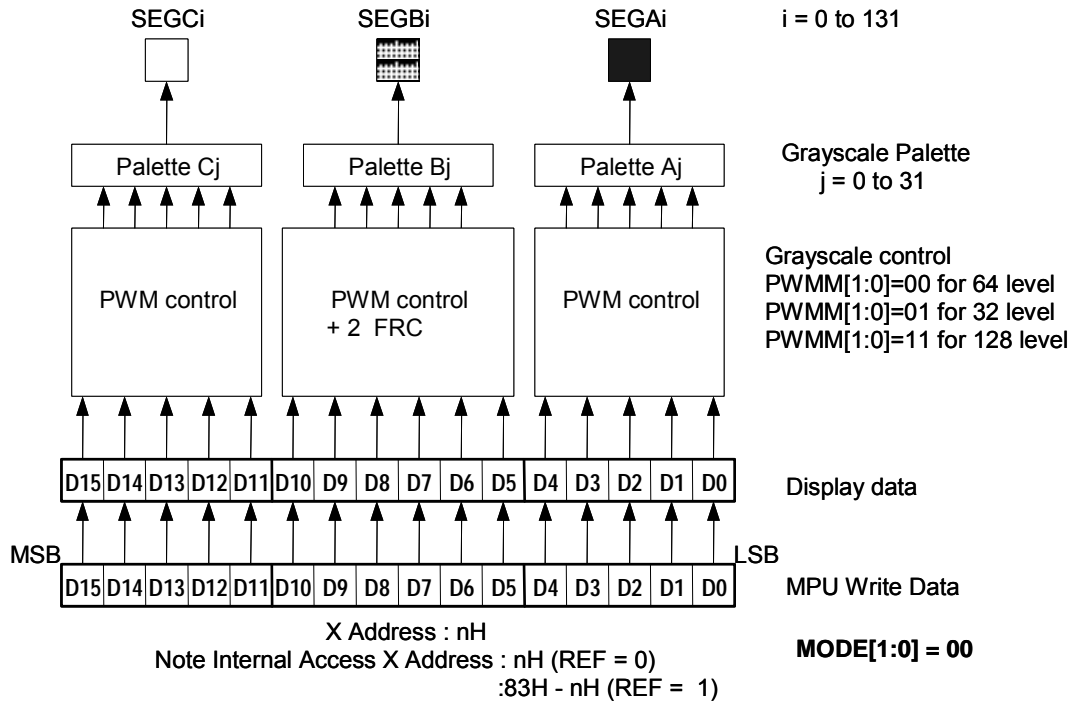 SEGCi SEGBi SEGAi i = 0 to 131
Palette Cj Palette Bj Palette Aj
Grayscale Palette
j = 0 to 31
PWM control
PWM control
+ 2 FRC
PWM control
Grayscale control
PWMM[1:0]=00 for 64 level
PWMM[1:0]=01 for 32 level
PWMM[1:0]=11 for 128 level
D15 D14 D13 D12 D11 D10 D9 D8 D7 D6 D5 D4 D3 D2 D1 D0 Display data
MSB LSB
D15 D14 D13 D12 D11 D10 D9 D8 D7 D6 D5 D4 D3 D2 D1 D0 MPU Write Data
X Address : nH
Note Internal Access X Address : nH (REF = 0)
:83H - nH (REF = 1)
MODE[1:0] = 00